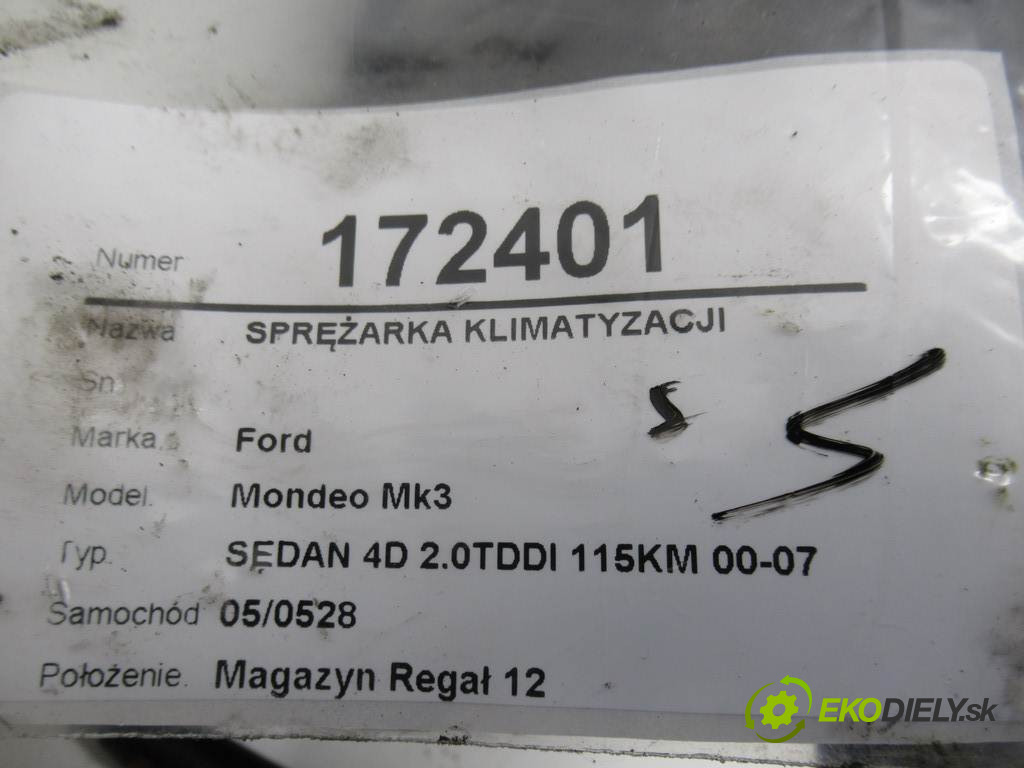 Numer 172401
Nazwa SPRĘŻARKA KLIMATYZACJI
Sn.
Marka. Ford
Model. Mondeo Mk3
Typ. SEDAN 4D 2.0TDDI 115KM 00-07
Samochód 05/0528
Położenie. Magazyn Regał 12
EKODIELY.sk